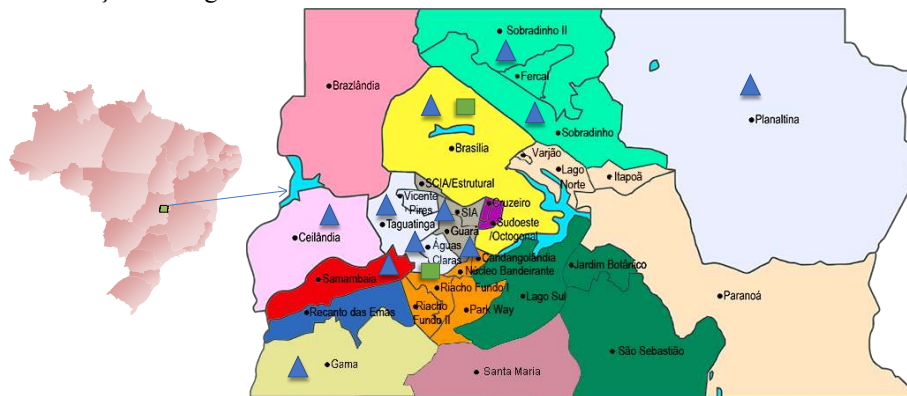 Sobradinho II
Fercal
Brazlândia
Planaltina
Sobradinho
Brasília
Varjão
Lago
Norte
Itapoã
SCIA/Estrutural
Vicente
Pires
Cruzeiro
SIA
Taguatinga
Guará
Sudoeste
/Octogonal
Ceilândia
Águas
Claras
Candangolândia
Núcleo Bandeirante
Jardim Botânico
Samambaia
Riacho Fundo I
Lago Sul
Paranoá
Recanto das Emas
Riacho
Fundo II
Park Way
São Sebastião
Gama
Santa Maria